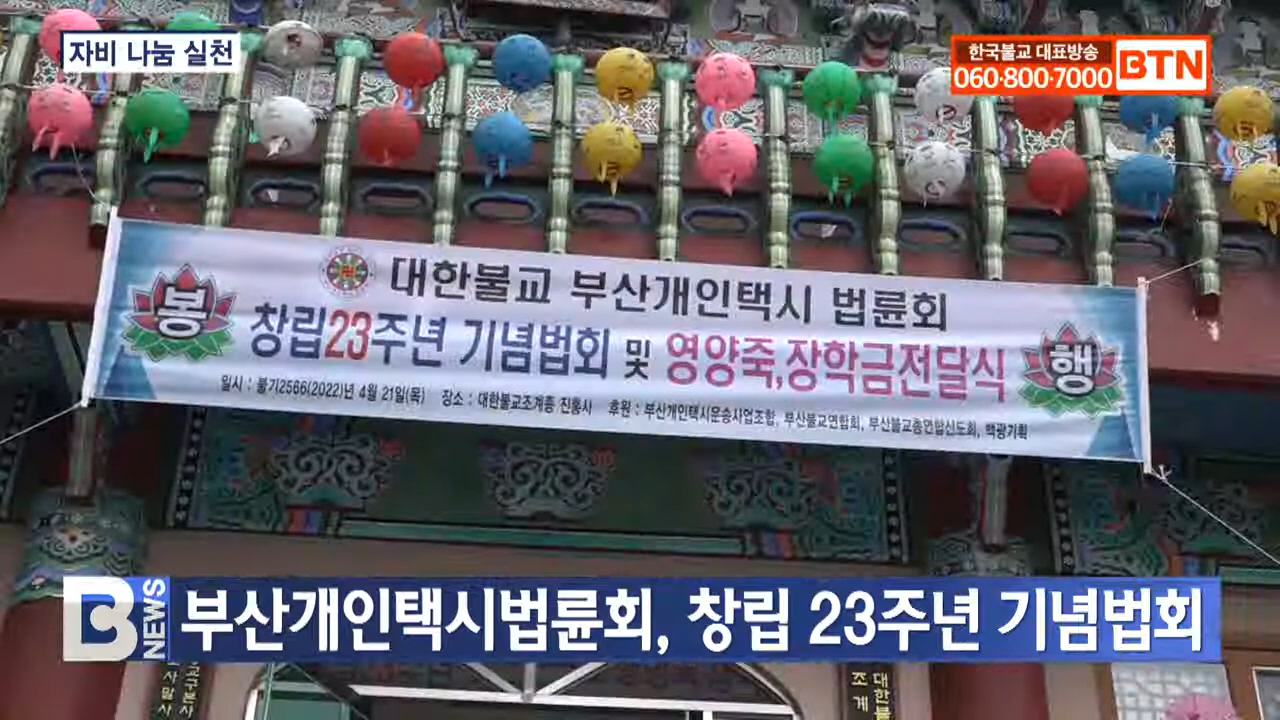 자비 나눔 실천
한국불교 대표방송
060·800·7000
BTN
대한불교 부산개인택시 법륜회
봉
창립23주년 기념법회 및 영양죽,장학금전달식
행
일시 : 불기2566(2022)년 4월 21일(목) 장소 : 대한불교조계종 진흥사 후원 : 부산개인택시운송사업조합, 부산불교연합회, 부산불교총연합신도회, 백광기획
B NEWS
부산개인택시법륜회, 창립 23주년 기념법회
대한불
조계